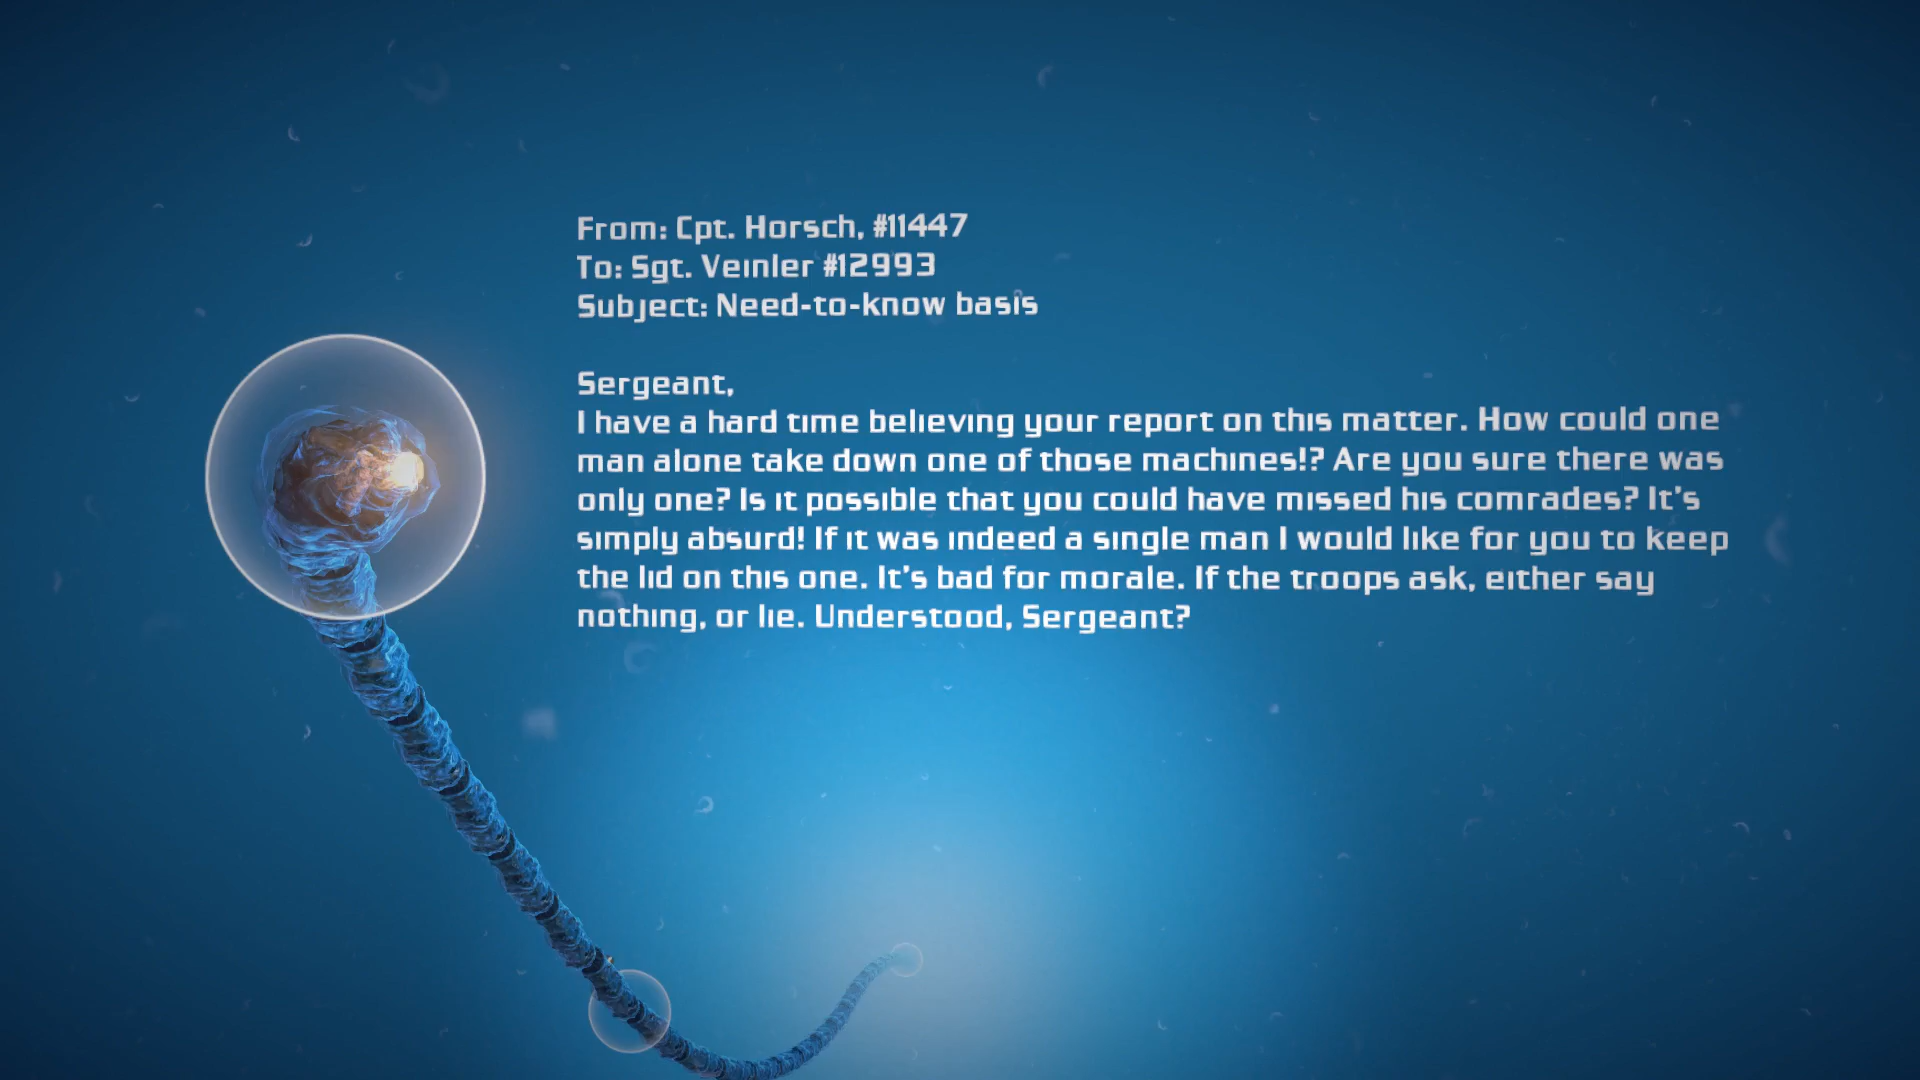 From: Cpt. Horsch, #11447
To: Sgt. Veinler #12993
Subject: Need-to-know basis
Sergeant,
I have a hard time believing your report on this matter. How could one
man alone take down one of those machines!? Are you sure there was
only one? Is it possible that you could have missed his comrades? It's
simply absurd! If it was indeed a single man I would like for you to keep
the lid on this one. It's bad for morale. If the troops ask, either say
nothing, or lie. Understood, Sergeant?